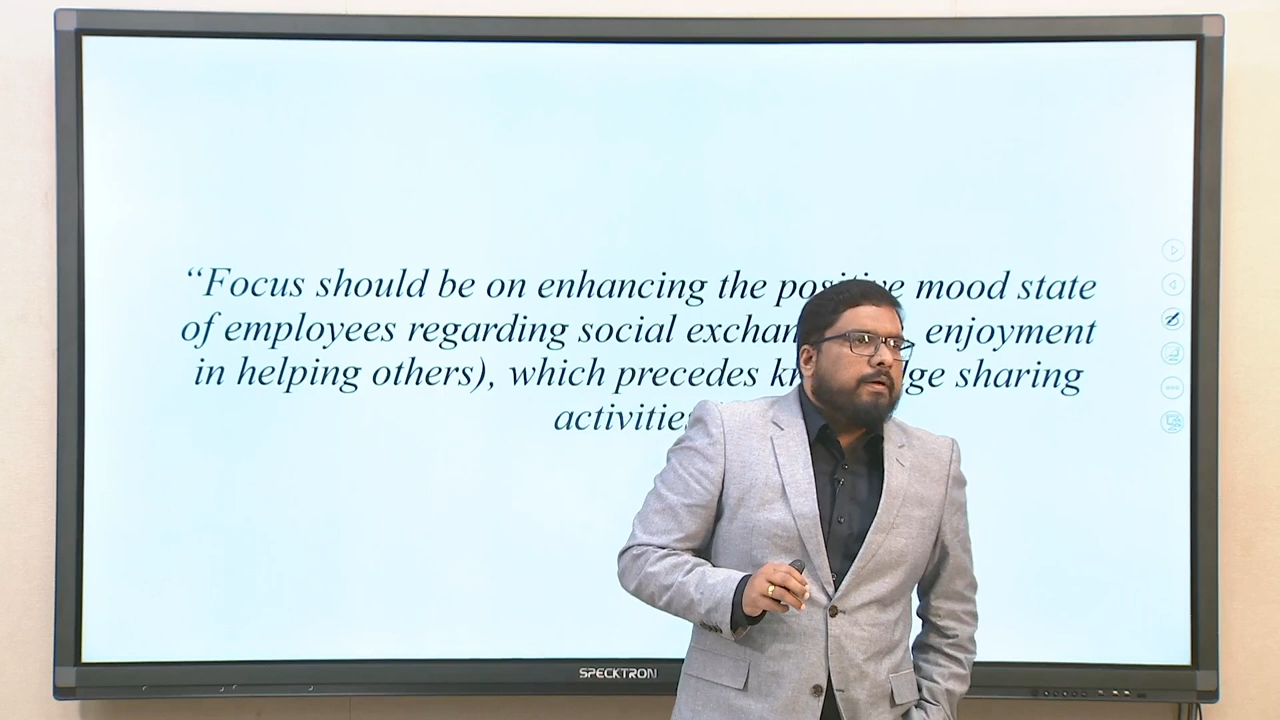 “Focus should be on enhancing the positive mood state
of employees regarding social enjoyment
in helping others), which precedes sharing
activities
SPECKTRON